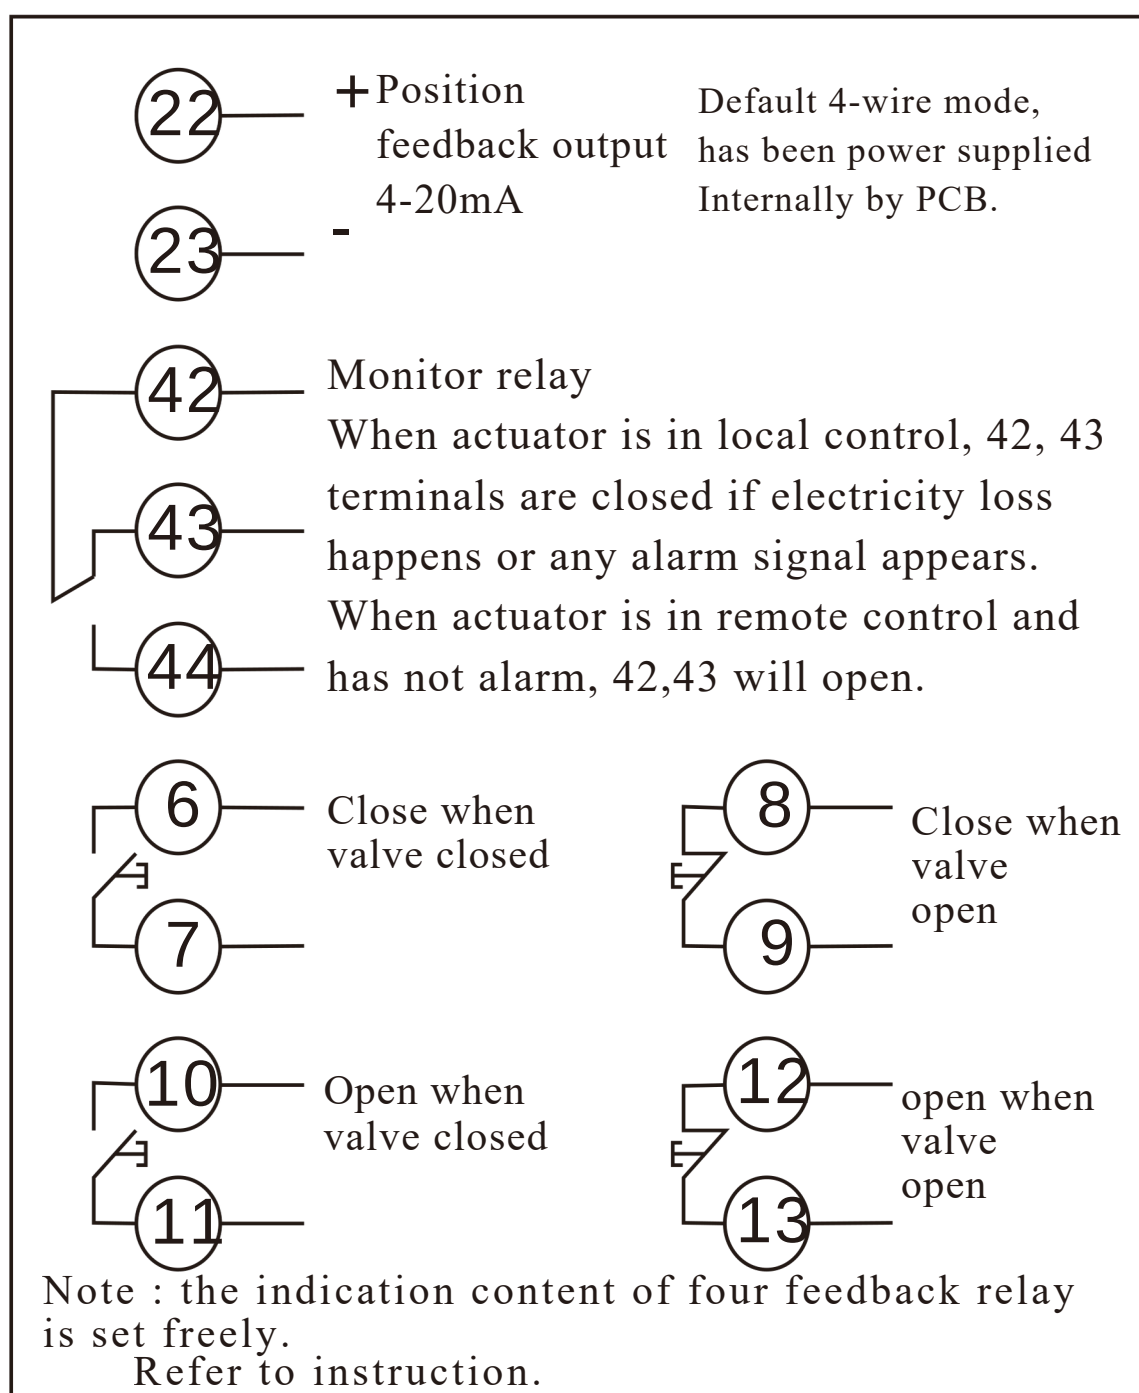 22
+ Position
feedback output
4-20mA
Default 4-wire mode,
has been power supplied
Internally by PCB.
23
-
42
Monitor relay
When actuator is in local control, 42, 43
43
terminals are closed if electricity loss
happens or any alarm signal appears.
When actuator is in remote control and
44
has not alarm, 42,43 will open.
6
Close when
valve closed
7
8
Close when
valve
open
9
10
Open when
valve closed
11
12
open when
valve
open
13
Note : the indication content of four feedback relay
is set freely.
Refer to instruction.